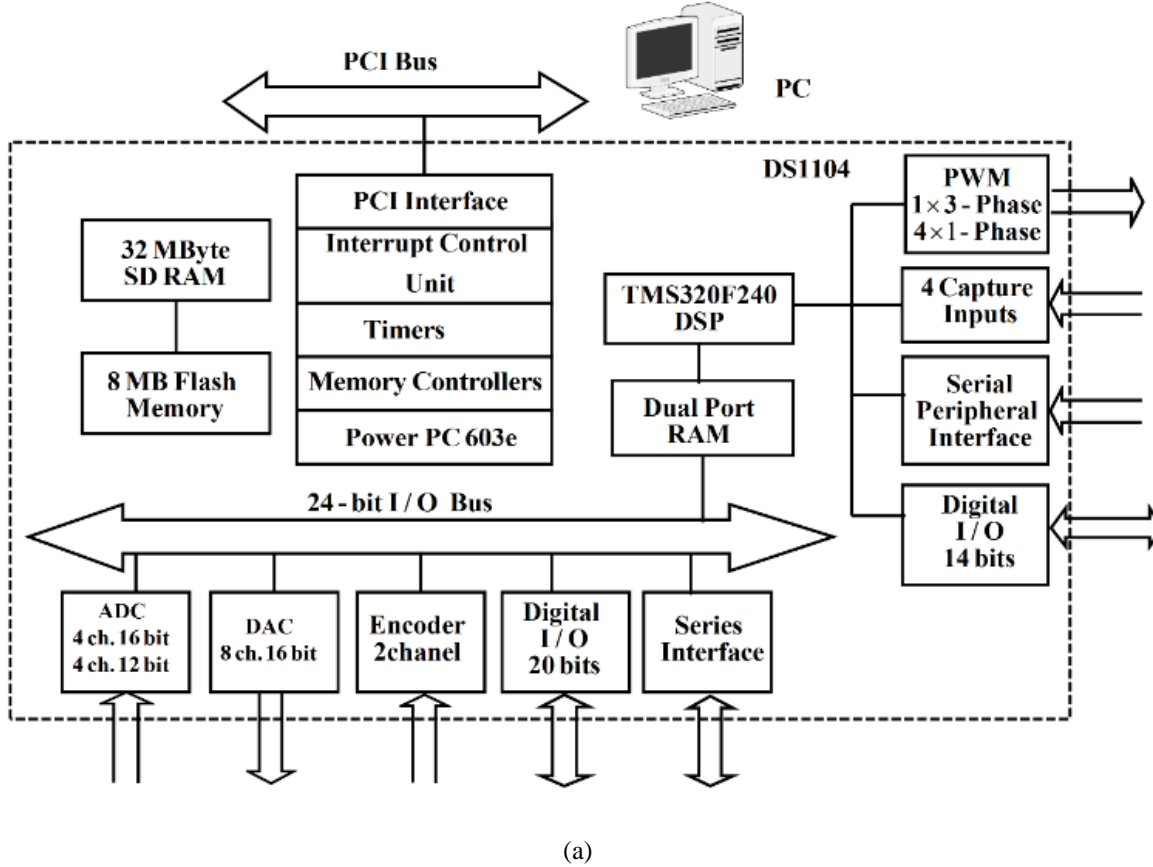 PCI Bus
PC
DS1104
PCI Interface
Interrupt Control
Unit
Timers
Memory Controllers
Power PC 603e
32 MByte
SD RAM
8 MB Flash
Memory
TMS320F240
DSP
Dual Port
RAM
PWM
1×3 - Phase
4×1 - Phase
4 Capture
Inputs
Serial
Peripheral
Interface
Digital
I / O
14 bits
24 - bit I / O Bus
ADC
4 ch. 16 bit
4 ch. 12 bit
DAC
8 ch. 16 bit
Encoder
2chanel
Digital
I / O
20 bits
Series
Interface
(a)